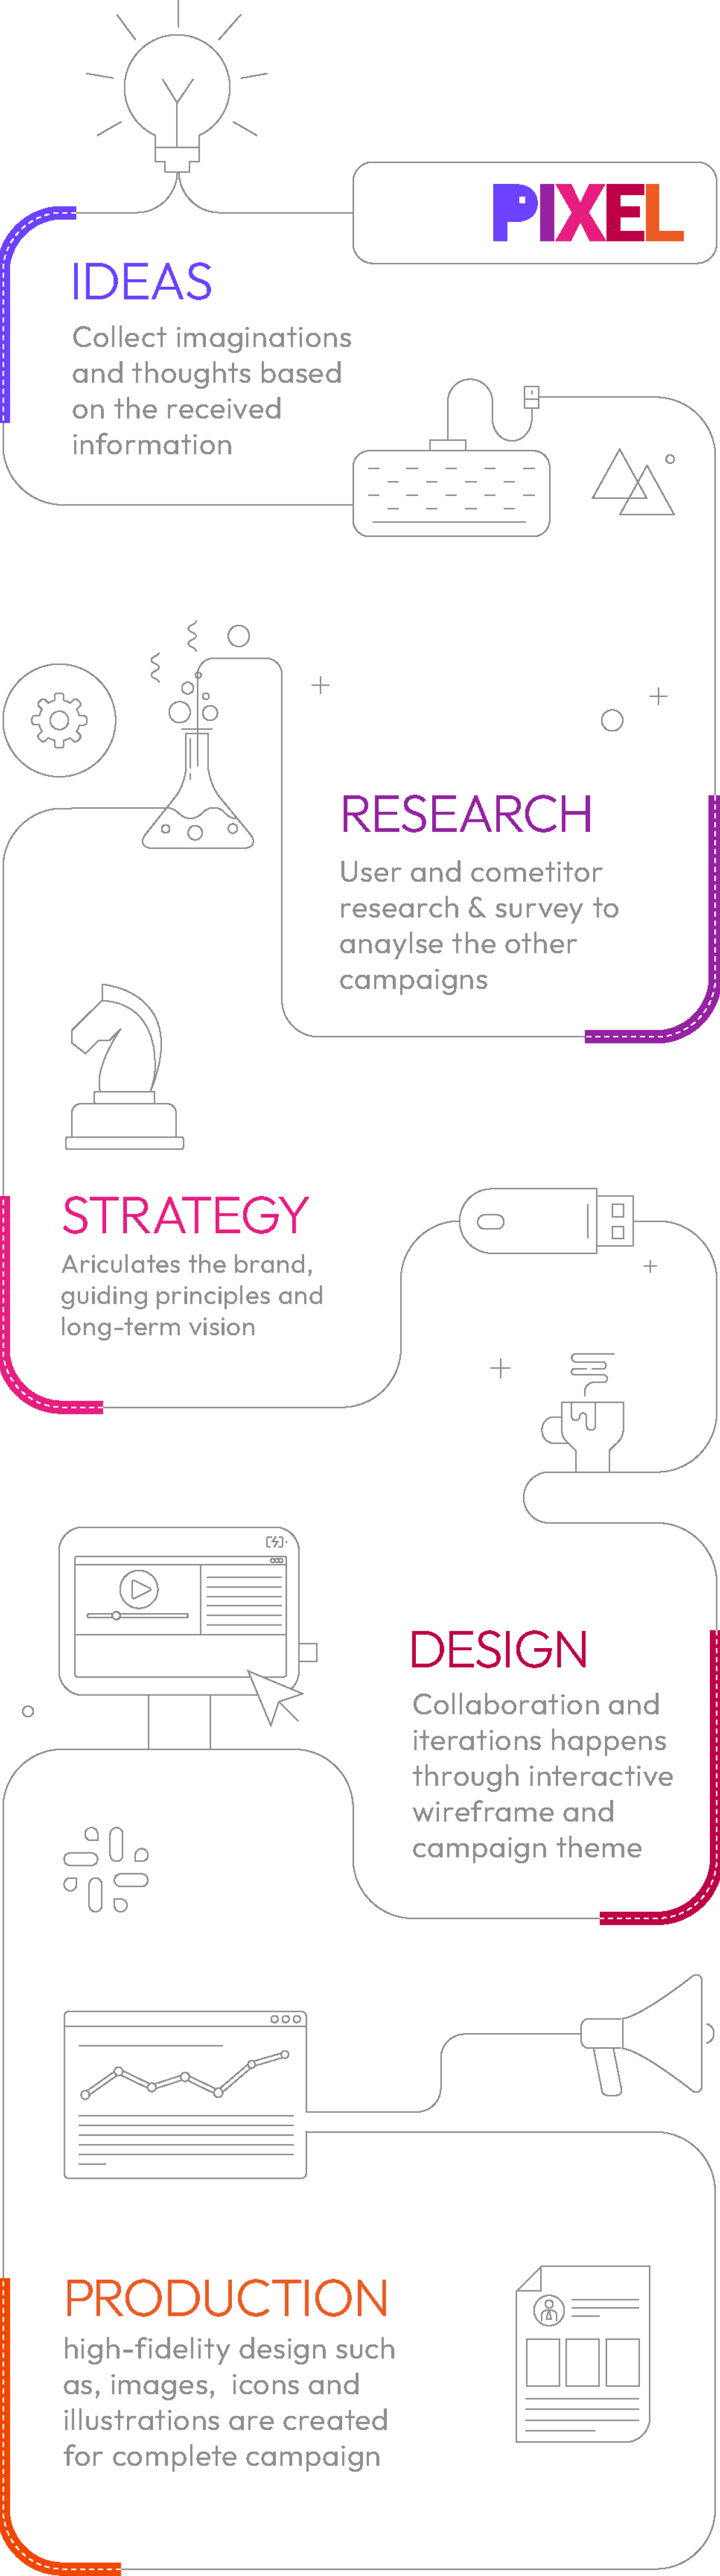 PIXEL
IDEAS
Collect imaginations
and thoughts based
on the received
information
RESEARCH
User and cometitor
research & survey to
anaylse the other
campaigns
STRATEGY
Ariculates the brand,
guiding principles and
long-term vision
DESIGN
Collaboration and
iterations happens
through interactive
wireframe and
campaign theme
PRODUCTION
high-fidelity design such
as, images, icons and
illustrations are created
for complete campaign